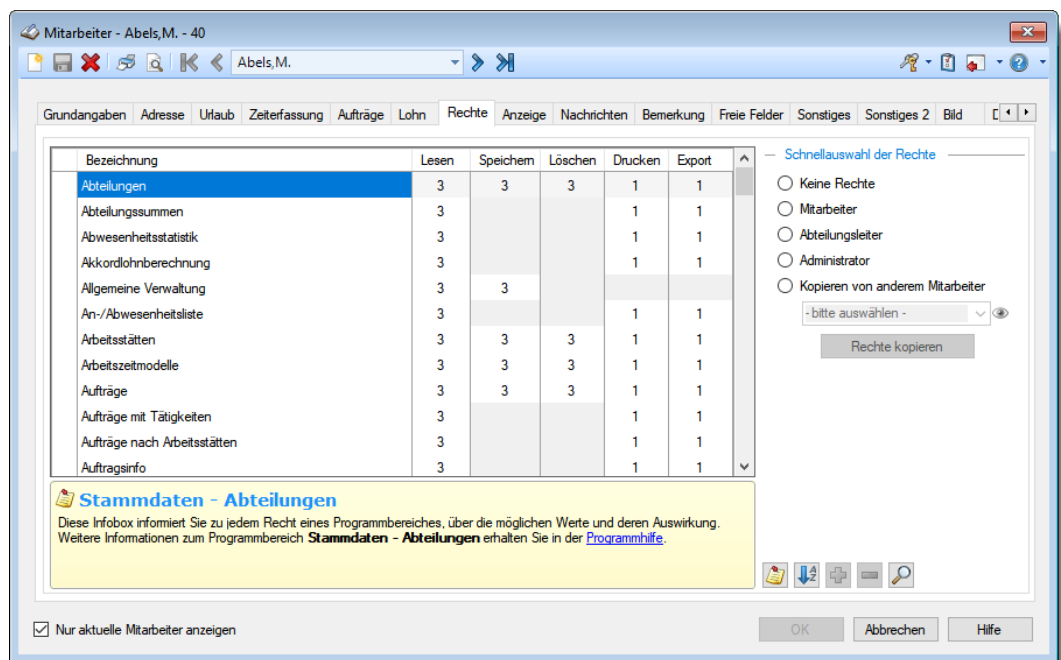 Mitarbeiter - Abels,M. - 40
Abels,M.
Grundangaben Adresse Urlaub Zeiterfassung Aufträge Lohn Rechte Anzeige Nachrichten Bemerkung Freie Felder Sonstiges Sonstiges 2 Bild
Bezeichnung Lesen Speichern Löschen Drucken Export
Abteilungen 3 3 3 1 1
Abteilungssummen 3 1 1
Abwesenheitsstatistik 3 1 1
Akkordlohnberechnung 3 1 1
Allgemeine Verwaltung 3 3
An-/Abwesenheitsliste 3 1 1
Arbeitsstätten 3 3 3 1 1
Arbeitszeitmodelle 3 3 3 1 1
Aufträge 3 3 3 1 1
Aufträge mit Tätigkeiten 3 1 1
Aufträge nach Arbeitsstätten 3 1 1
Auftragsinfo 3 1 1
Schnellauswahl der Rechte
Keine Rechte
Mitarbeiter
Abteilungsleiter
Administrator
Kopieren von anderem Mitarbeiter
- bitte auswählen -
Rechte kopieren
Stammdaten - Abteilungen
Diese Infobox informiert Sie zu jedem Recht eines Programmbereiches, über die möglichen Werte und deren Auswirkung.
Weitere Informationen zum Programmbereich Stammdaten - Abteilungen erhalten Sie in der Programmhilfe.
Nur aktuelle Mitarbeiter anzeigen
OK Abbrechen Hilfe